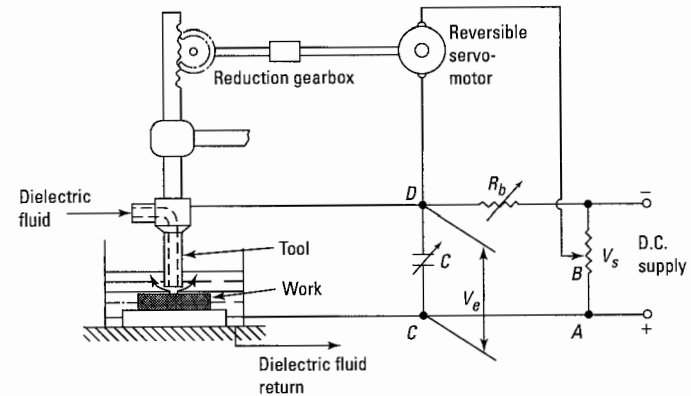 Reversible
servo-
motor
Reduction gearbox
D
R_b
−
Dielectric
fluid
Tool
C
V_e
B
V_s
D.C.
supply
Work
C
A
+
Dielectric fluid
return